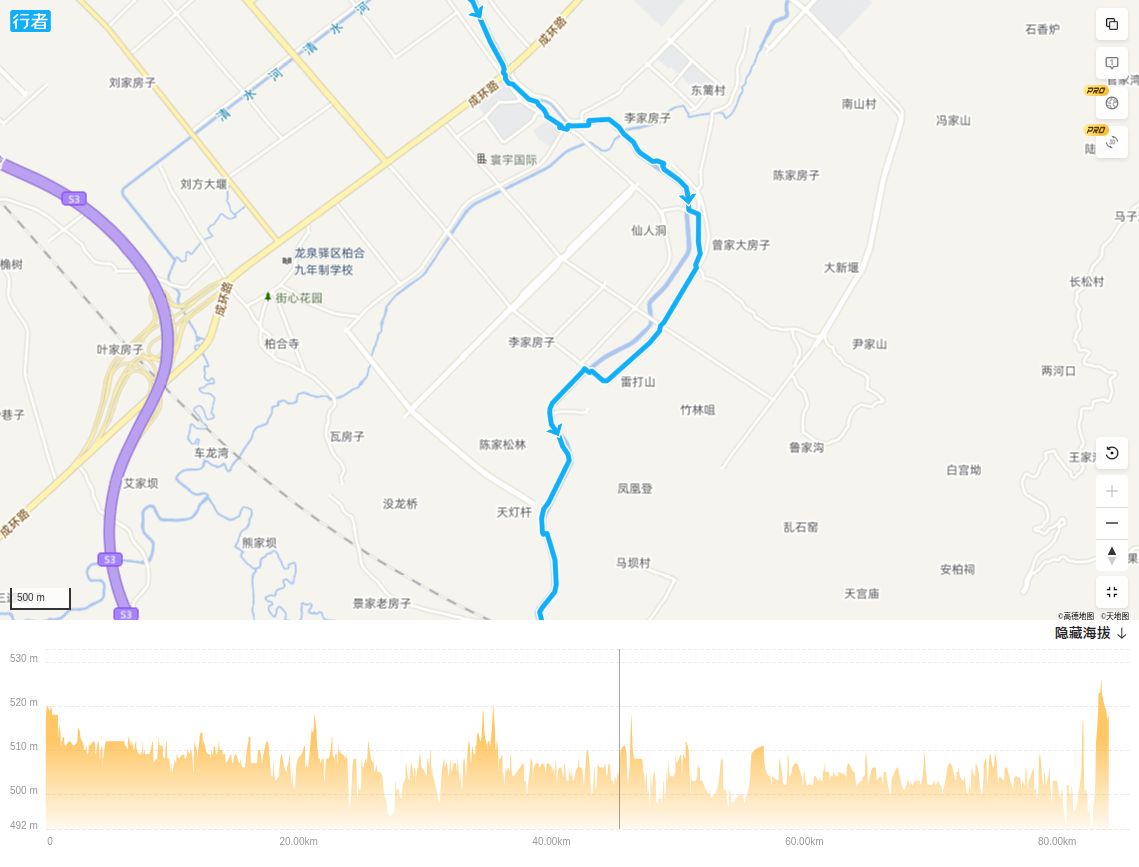 行者
石香炉
成环路
清水河
刘家房子
东篱村
成环路
南山村
李家房子
冯家山
PRO
PRO
陆
寰宇国际
陈家房子
刘方大堰
S3
马子
仙人洞
曾家大房子
龙泉驿区柏合
九年制学校
桷树
大新堰
长松村
街心花园
成环路
李家房子
柏合寺
尹家山
叶家房子
两河口
雷打山
竹林咀
巷子
瓦房子
陈家松林
鲁家沟
车龙湾
王家
白宫坳
艾家坝
凤凰登
没龙桥
天灯杆
成环路
乱石窑
熊家坝
S3
马坝村
果
安柏祠
天宫庙
500 m
景家老房子
S3
©高德地图 ©天地图
隐藏海拔 ↓
530 m
520 m
510 m
500 m
492 m
0 20.00km 40.00km 60.00km 80.00km